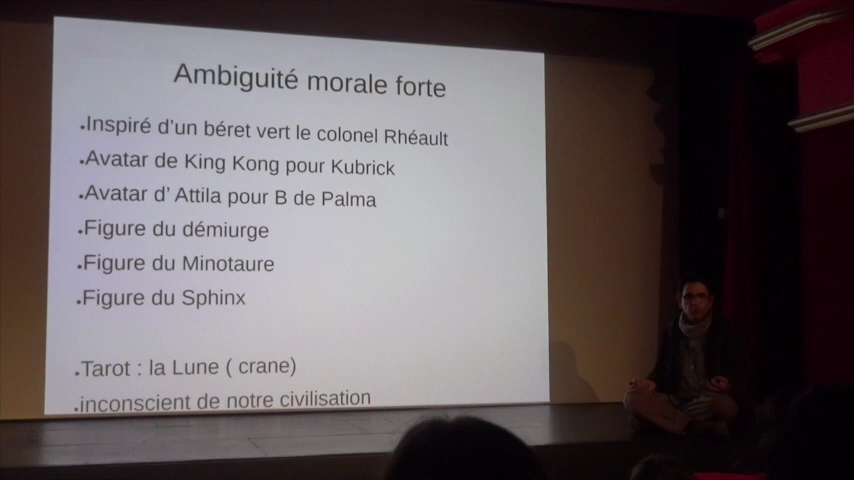 Ambiguité morale forte
•Inspiré d'un béret vert le colonel Rhéault
•Avatar de King Kong pour Kubrick
•Avatar d' Attila pour B de Palma
•Figure du démiurge
•Figure du Minotaure
•Figure du Sphinx
•Tarot : la Lune ( crane)
•inconscient de notre civilisation